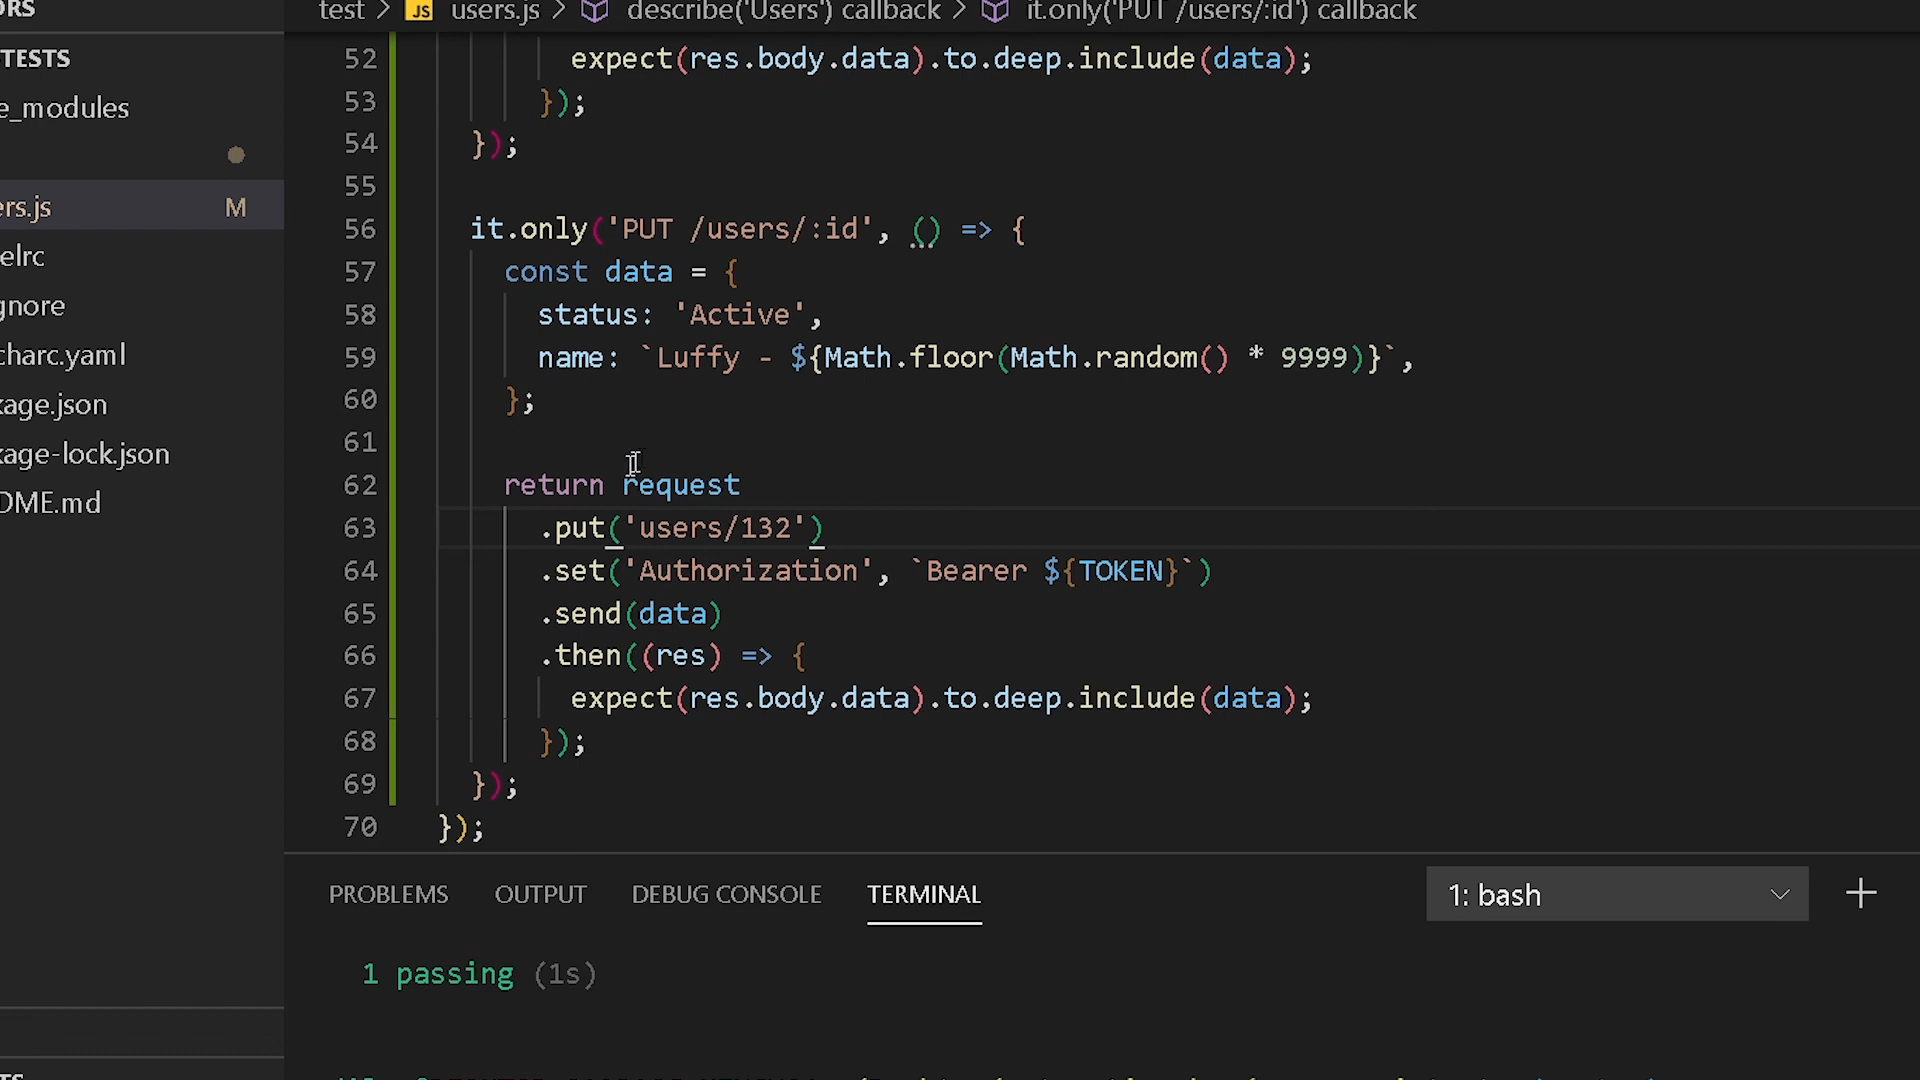 ORS
TESTS
e_modules
ers.js M
elrc
gnore
charc.yaml
kage.json
kage-lock.json
DME.md
test > JS users.js > describe('Users') callback > it.only('PUT /users/:id') callback
52 expect(res.body.data).to.deep.include(data);
53 });
54 });
55
56 it.only('PUT /users/:id', () => {
57 const data = {
58 status: 'Active',
59 name: `Luffy - ${Math.floor(Math.random() * 9999)}`,
60 };
61
62 return request
63 .put('users/132')
64 .set('Authorization', `Bearer ${TOKEN}`)
65 .send(data)
66 .then((res) => {
67 expect(res.body.data).to.deep.include(data);
68 });
69 });
70 });
PROBLEMS OUTPUT DEBUG CONSOLE TERMINAL 1: bash
1 passing (1s)